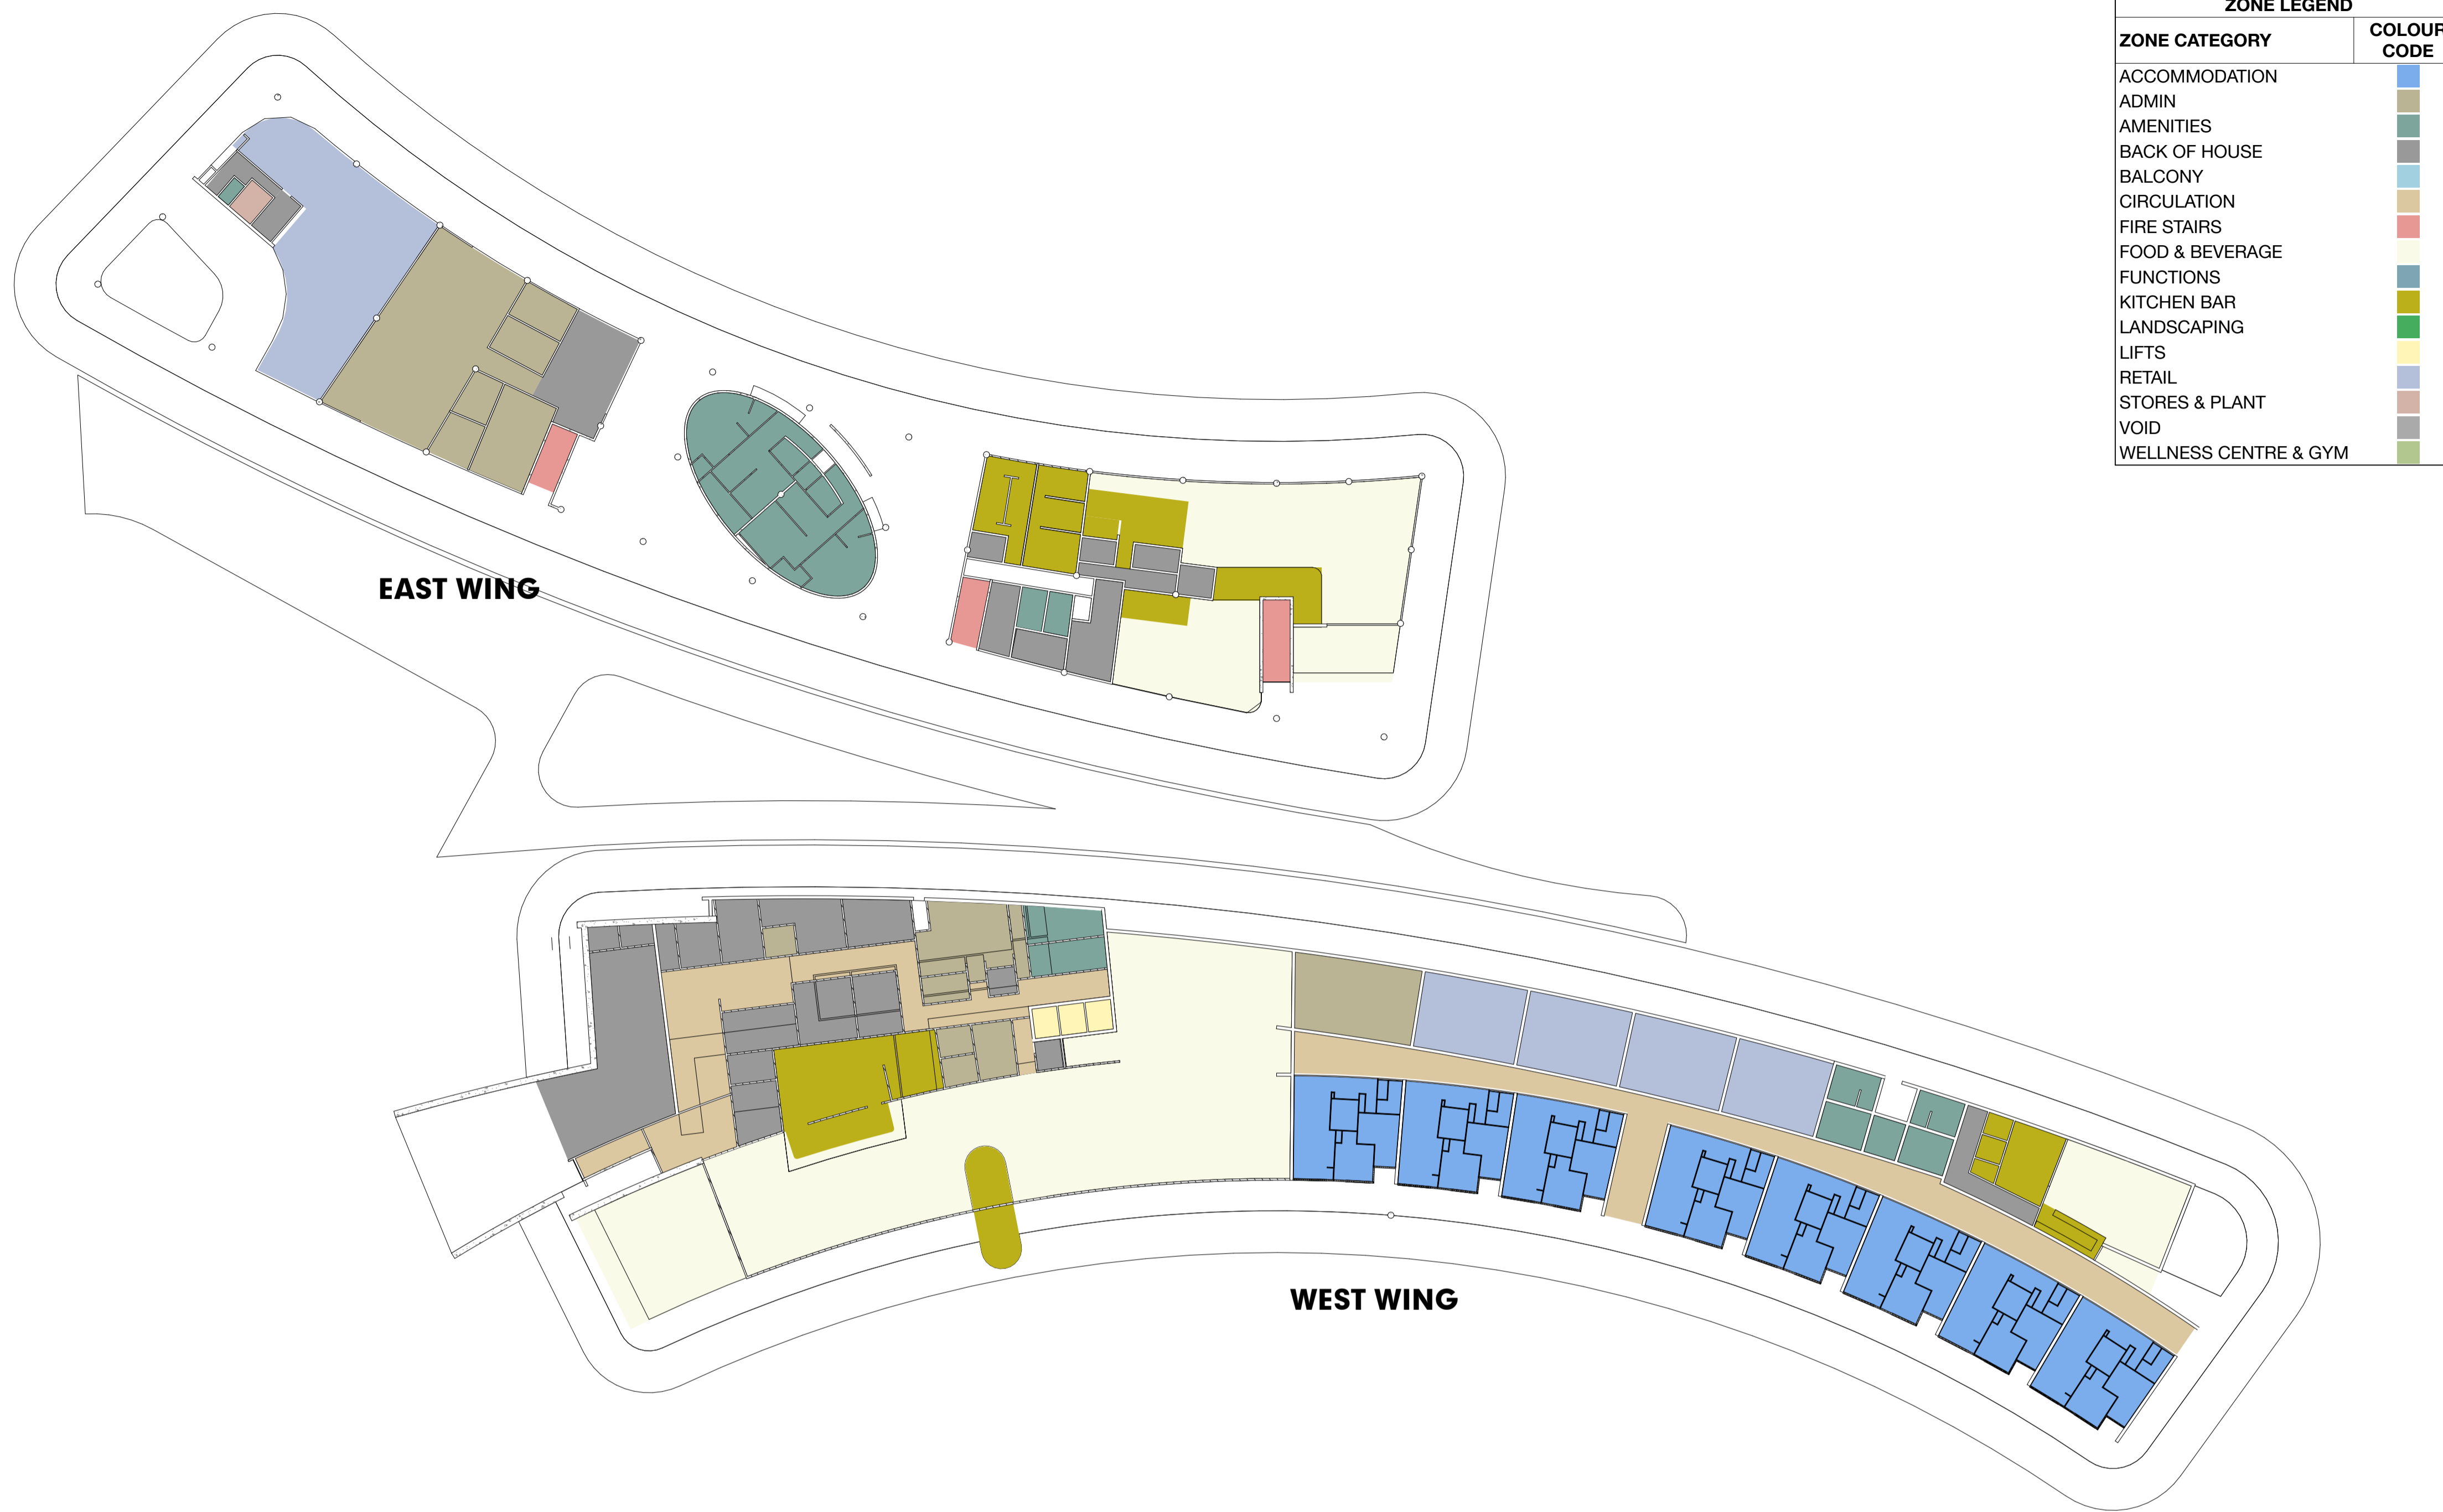 ZONE LEGEND
ZONE CATEGORY COLOUR CODE
ACCOMMODATION
ADMIN
AMENITIES
BACK OF HOUSE
BALCONY
CIRCULATION
FIRE STAIRS
FOOD & BEVERAGE
FUNCTIONS
KITCHEN BAR
LANDSCAPING
LIFTS
RETAIL
STORES & PLANT
VOID
WELLNESS CENTRE & GYM
EAST WING
WEST WING